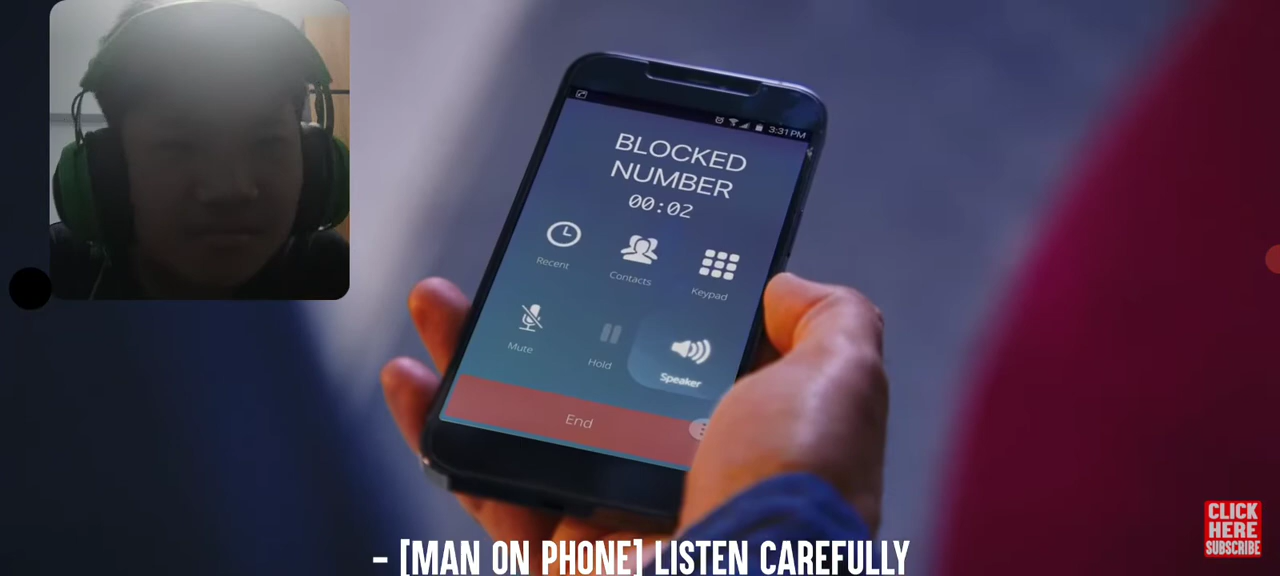 3:31 PM
BLOCKED
NUMBER
00:02
Recent
Contacts
Keypad
Mute
Hold
Speaker
End
- [MAN ON PHONE] LISTEN CAREFULLY
CLICK
HERE
SUBSCRIBE